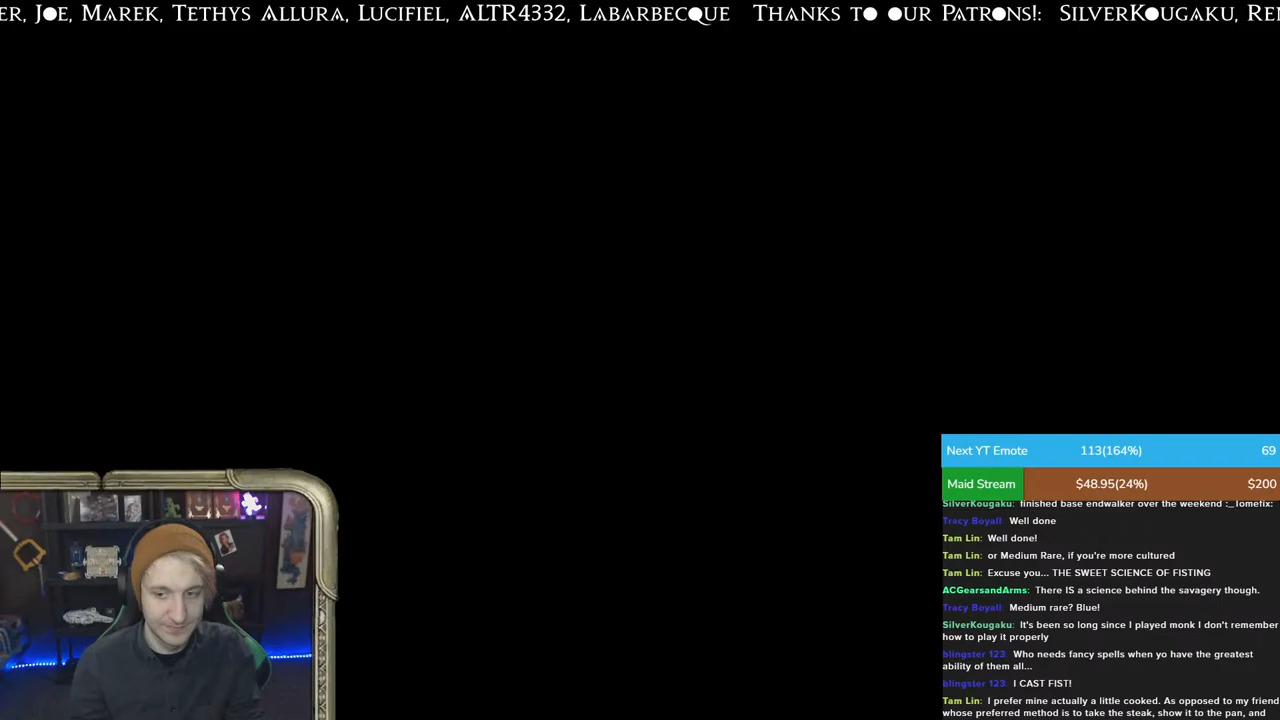 ER, Joe, Marek, Tethys Allura, Lucifiel, ALTR4332, Labarbecque Thanks to our Patrons!: SilverKougaku, Rem
Next YT Emote 113(164%) 69
Maid Stream $48.95(24%) $200
SilverKougaku: finished base endwalker over the weekend :_Tomefix:
Tracy Boyall: Well done
Tam Lin: Well done!
Tam Lin: or Medium Rare, if you're more cultured
Tam Lin: Excuse you... THE SWEET SCIENCE OF FISTING
ACGearsandArms: There IS a science behind the savagery though.
Tracy Boyall: Medium rare? Blue!
SilverKougaku: It's been so long since I played monk I don't remember
how to play it properly
blingster 123: Who needs fancy spells when yo have the greatest
ability of them all...
blingster 123: I CAST FIST!
Tam Lin: I prefer mine actually a little cooked. As opposed to my friend
whose preferred method is to take the steak, show it to the pan, and